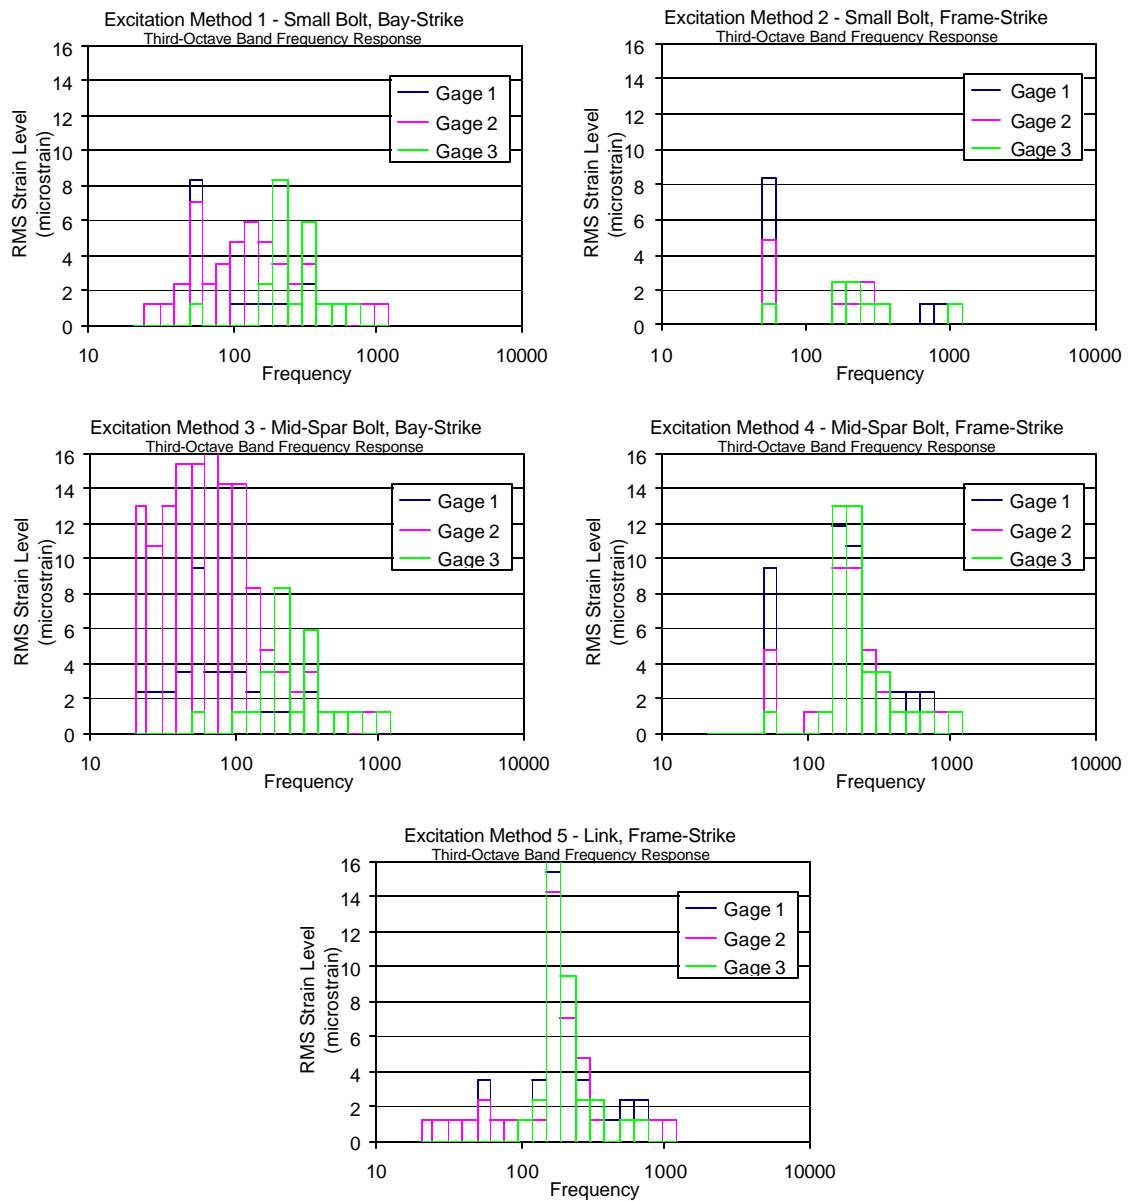 Excitation Method 1 - Small Bolt, Bay-Strike
Third-Octave Band Frequency Response
RMS Strain Level
(microstrain)
16
14
12
10
8
6
4
2
0
Gage 1
Gage 2
Gage 3
10
100
1000
10000
Frequency
Excitation Method 2 - Small Bolt, Frame-Strike
Third-Octave Band Frequency Response
RMS Strain Level
(microstrain)
16
14
12
10
8
6
4
2
0
Gage 1
Gage 2
Gage 3
10
100
1000
10000
Frequency
Excitation Method 3 - Mid-Spar Bolt, Bay-Strike
Third-Octave Band Frequency Response
RMS Strain Level
(microstrain)
16
14
12
10
8
6
4
2
0
Gage 1
Gage 2
Gage 3
10
100
1000
10000
Frequency
Excitation Method 4 - Mid-Spar Bolt, Frame-Strike
Third-Octave Band Frequency Response
RMS Strain Level
(microstrain)
16
14
12
10
8
6
4
2
0
Gage 1
Gage 2
Gage 3
10
100
1000
10000
Frequency
Excitation Method 5 - Link, Frame-Strike
Third-Octave Band Frequency Response
RMS Strain Level
(microstrain)
16
14
12
10
8
6
4
2
0
Gage 1
Gage 2
Gage 3
10
100
1000
10000
Frequency